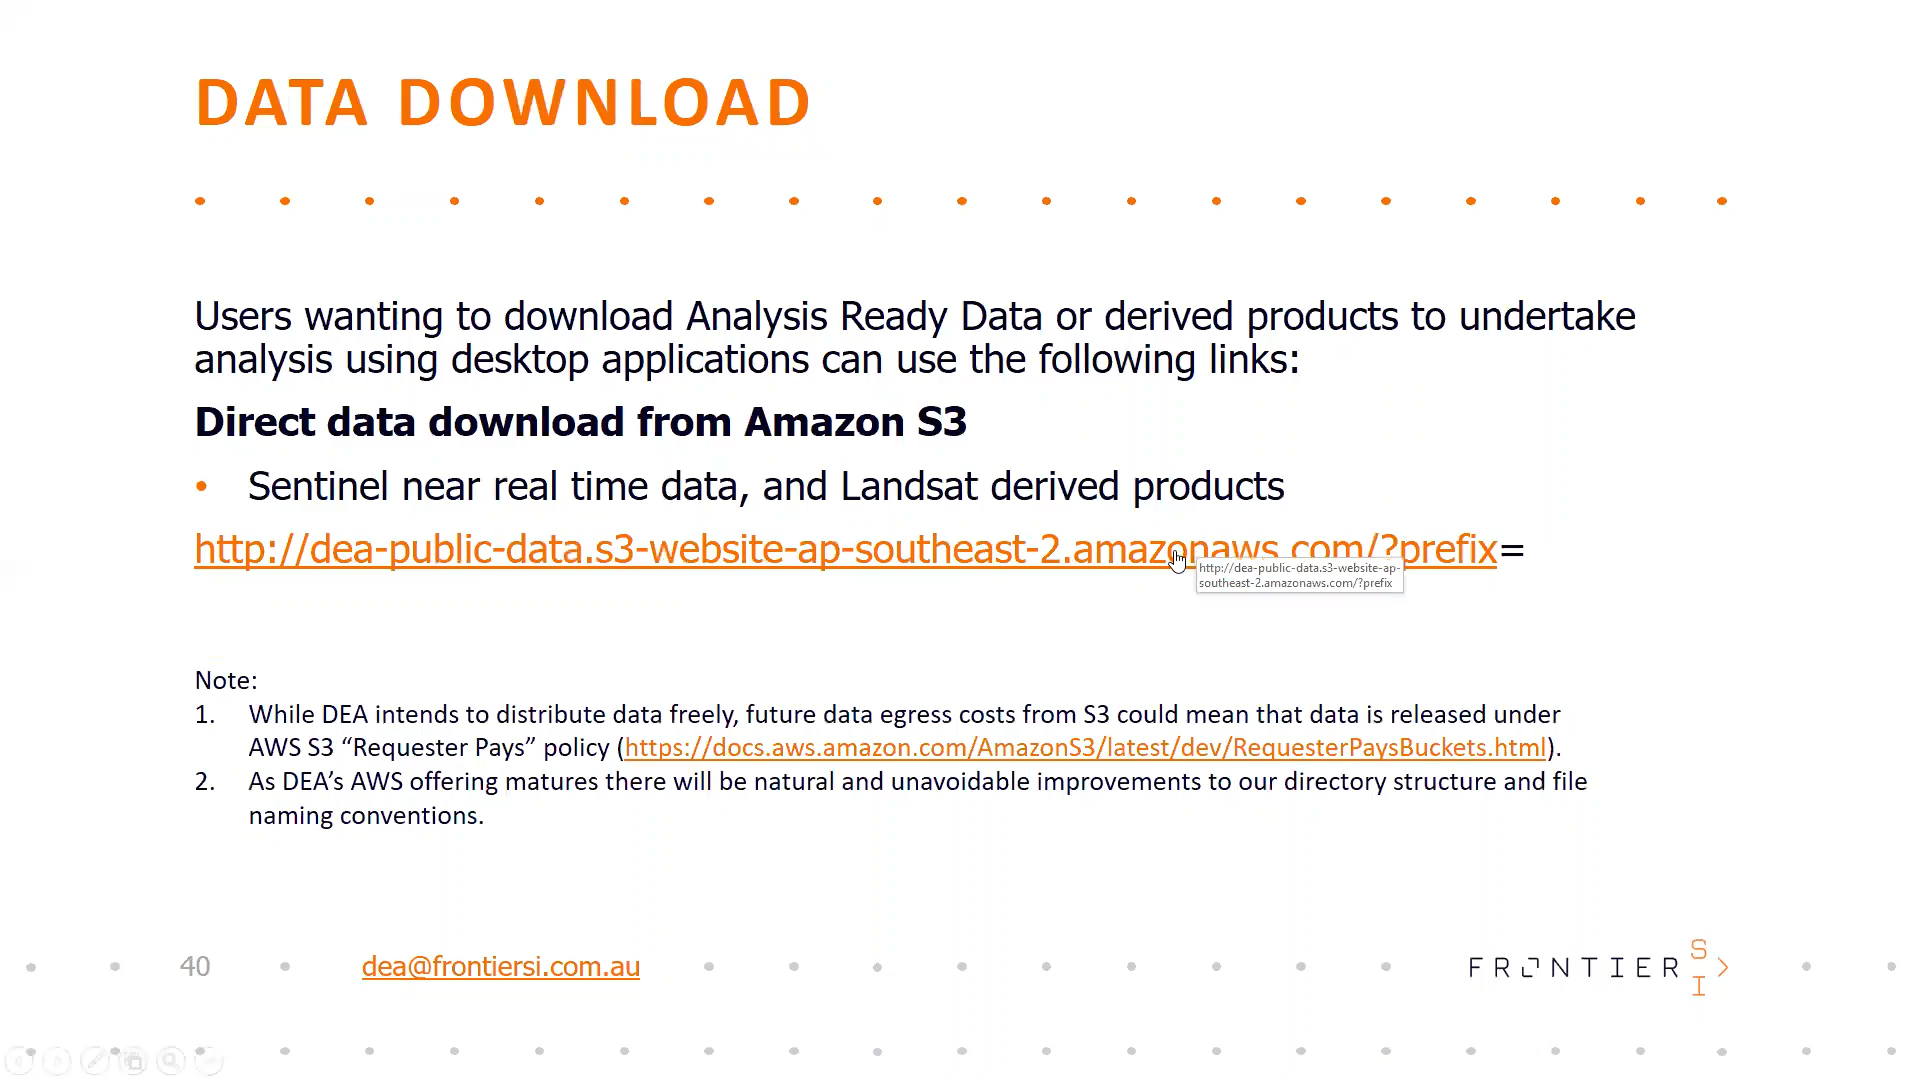 DATA DOWNLOAD
Users wanting to download Analysis Ready Data or derived products to undertake
analysis using desktop applications can use the following links:
Direct data download from Amazon S3
• Sentinel near real time data, and Landsat derived products
http://dea-public-data.s3-website-ap-southeast-2.amazonaws.com/?prefix=
http://dea-public-data.s3-website-ap-
southeast-2.amazonaws.com/?prefix
Note:
1. While DEA intends to distribute data freely, future data egress costs from S3 could mean that data is released under
AWS S3 “Requester Pays” policy (https://docs.aws.amazon.com/AmazonS3/latest/dev/RequesterPaysBuckets.html).
2. As DEA’s AWS offering matures there will be natural and unavoidable improvements to our directory structure and file
naming conventions.
40
dea@frontiersi.com.au
FRONTIER SI